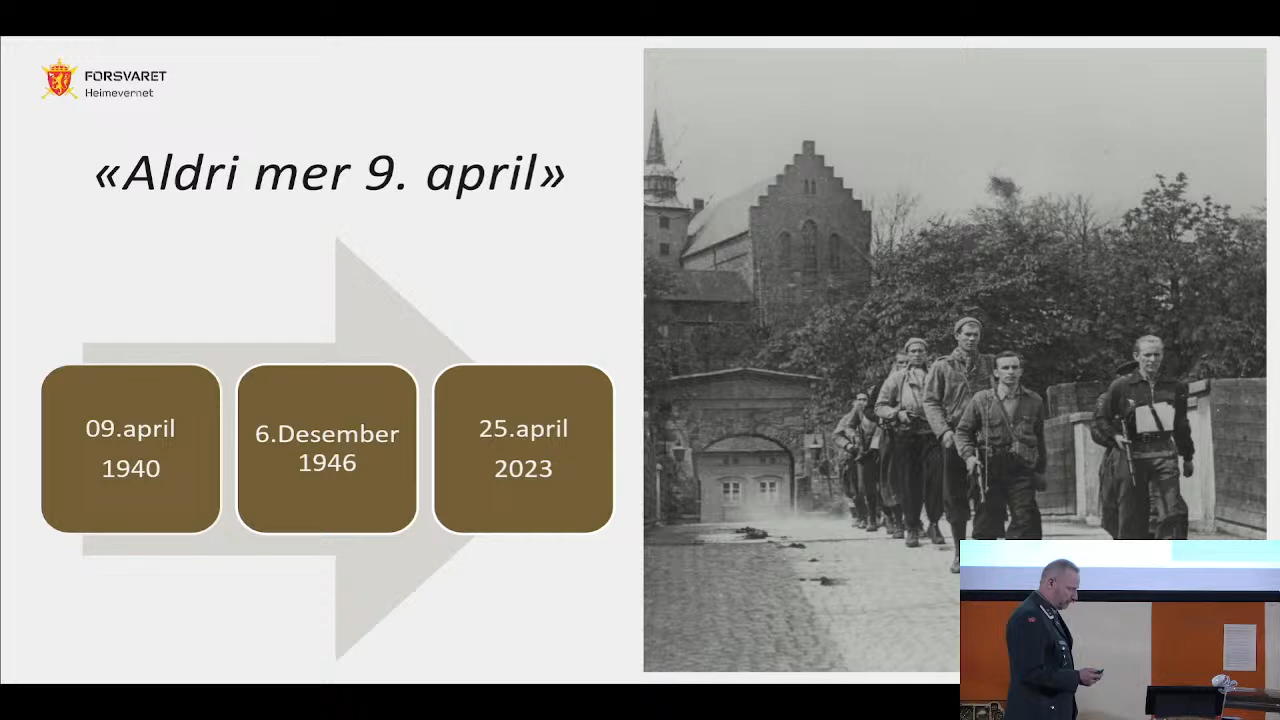 FORSVARET
Heimevernet
«Aldri mer 9. april»
09.april
1940
6.Desember
1946
25.april
2023